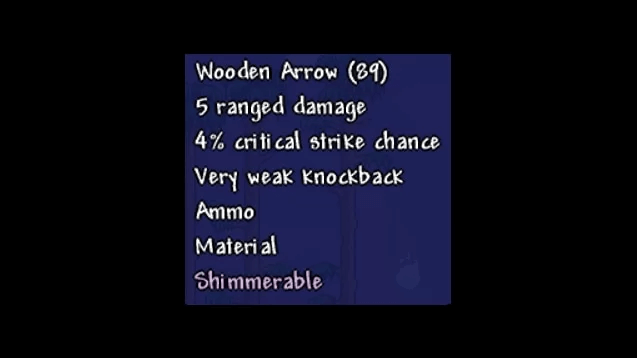 Wooden Arrow (89)
5 ranged damage
4% critical strike chance
Very weak knockback
Ammo
Material
Shimmerable